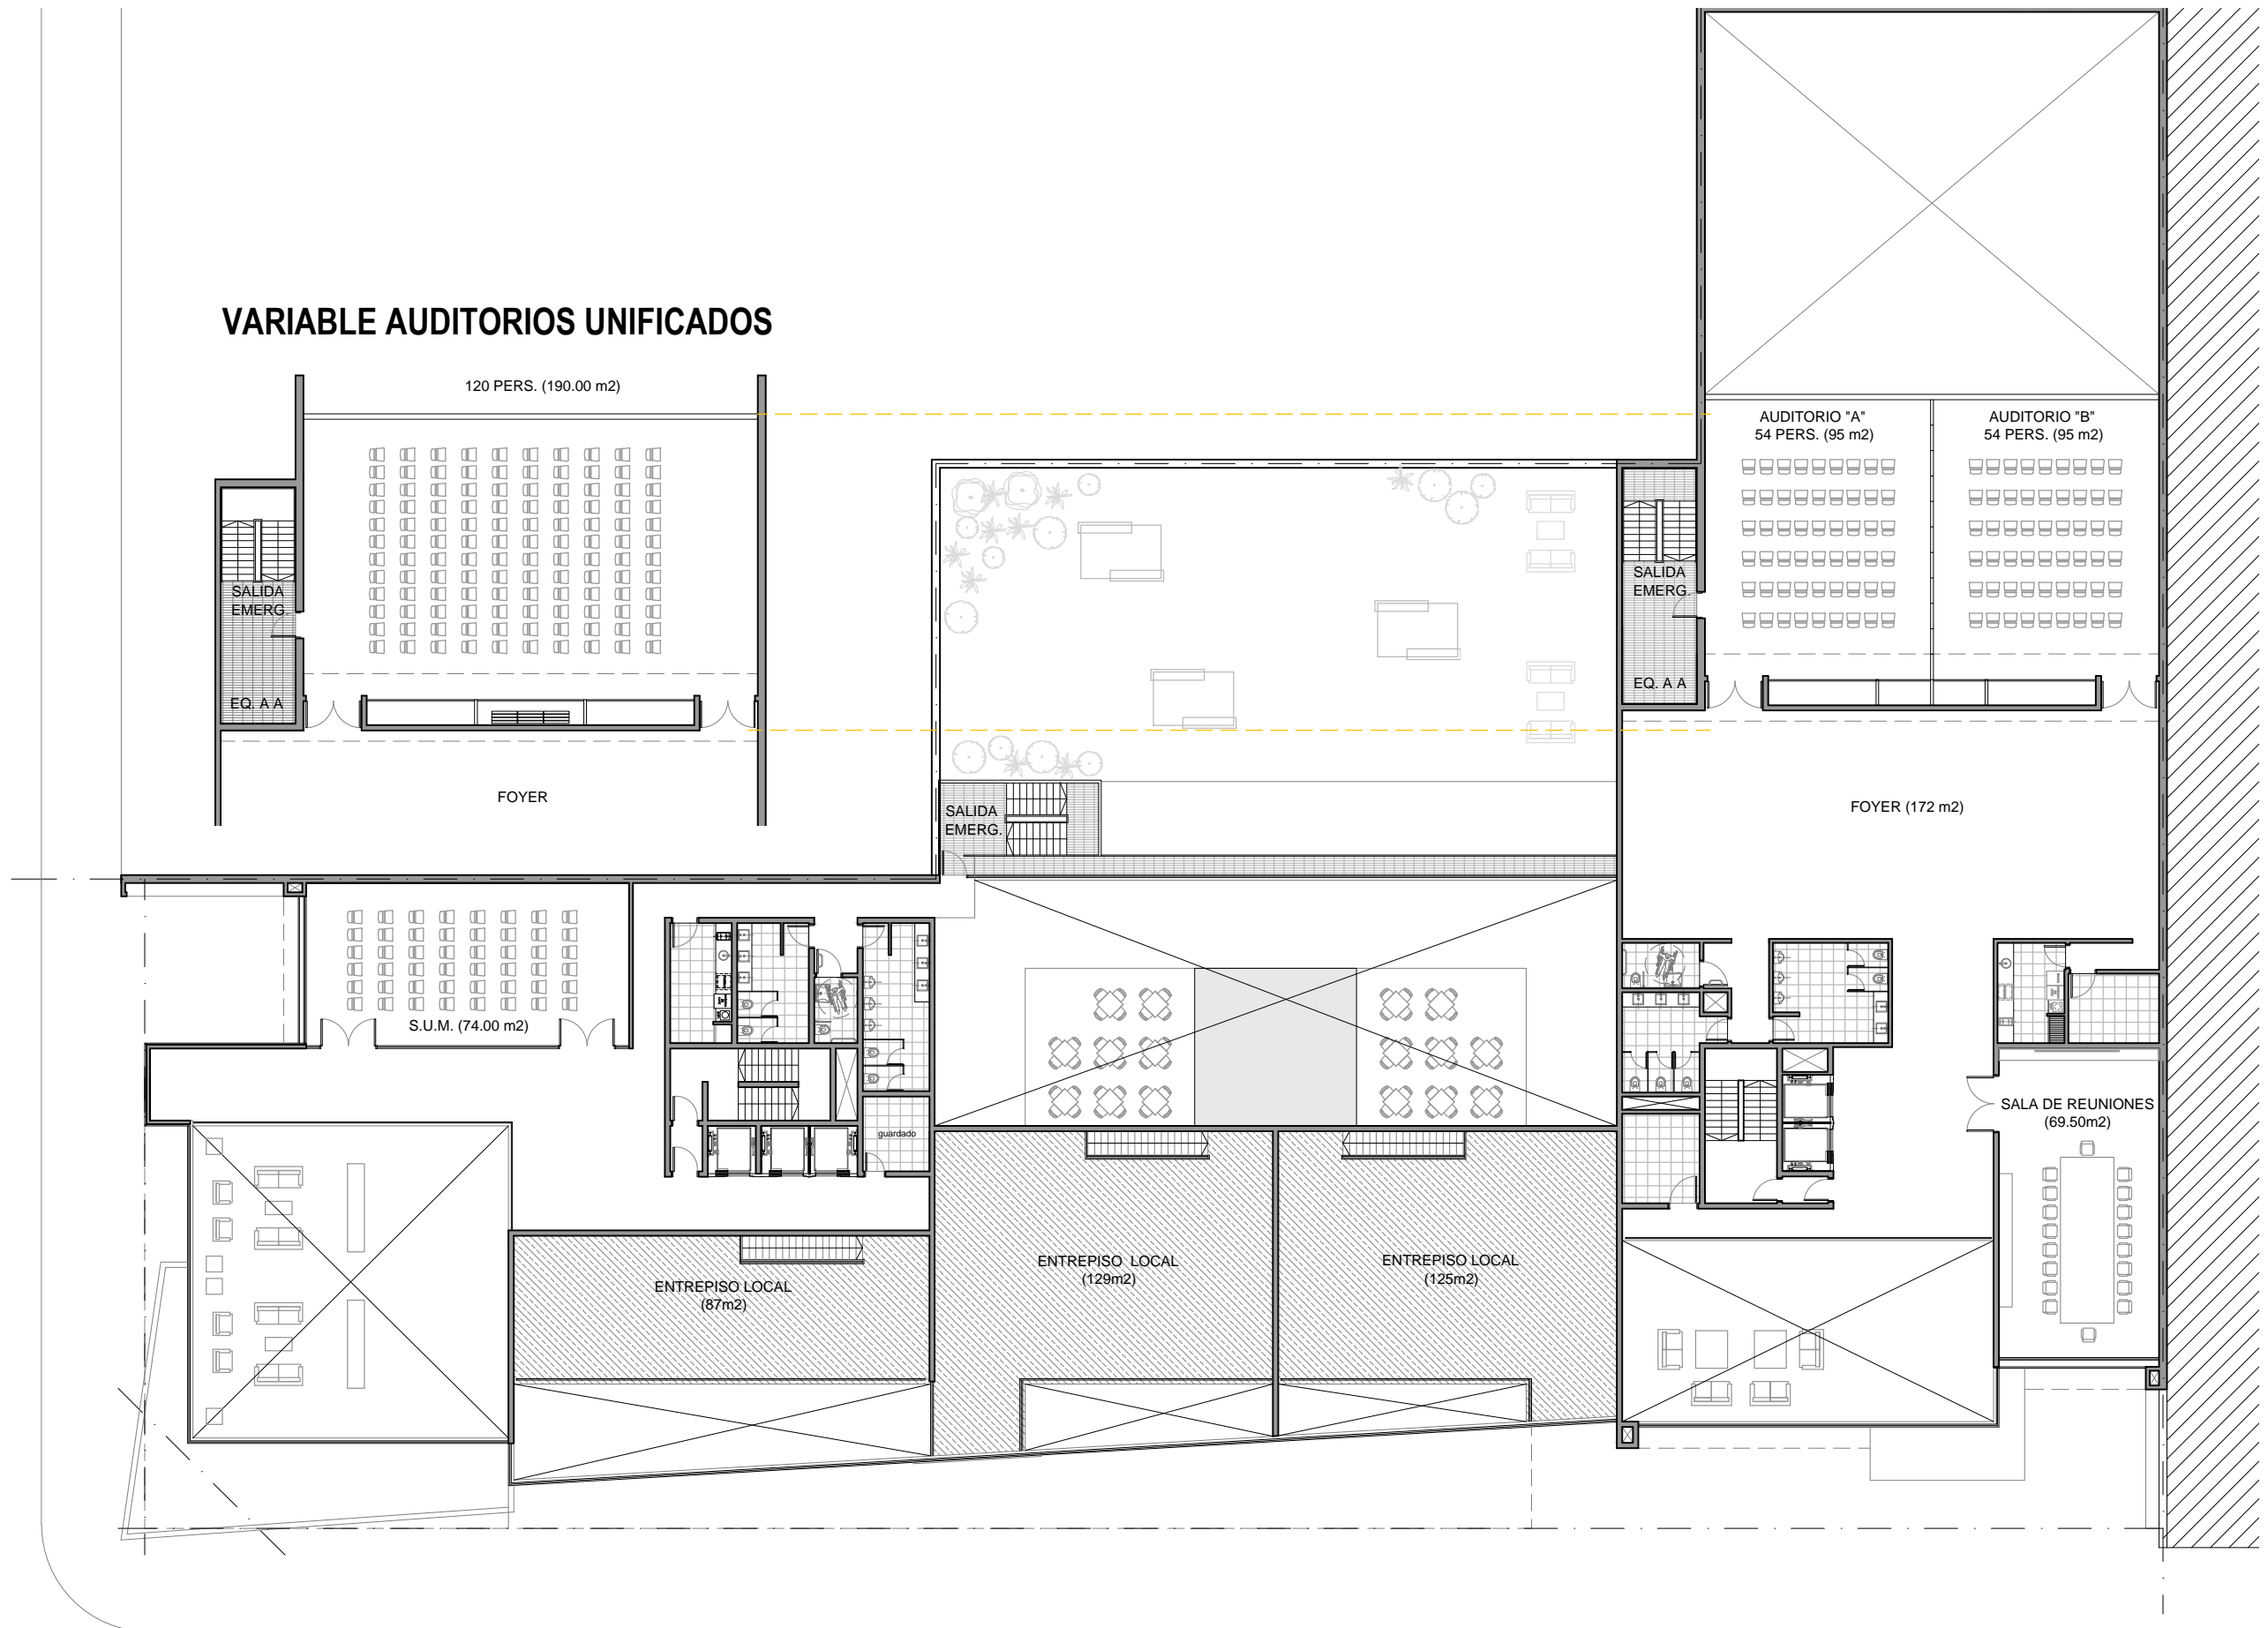 VARIABLE AUDITORIOS UNIFICADOS
120 PERS. (190.00 m2)
SALIDA
EMERG.
EQ. A A
FOYER
AUDITORIO "A"
54 PERS. (95 m2)
AUDITORIO "B"
54 PERS. (95 m2)
SALIDA
EMERG.
EQ. A A
SALIDA
EMERG.
FOYER (172 m2)
S.U.M. (74.00 m2)
guardado
SALA DE REUNIONES
(69.50m2)
ENTREPISO LOCAL
(87m2)
ENTREPISO LOCAL
(129m2)
ENTREPISO LOCAL
(125m2)